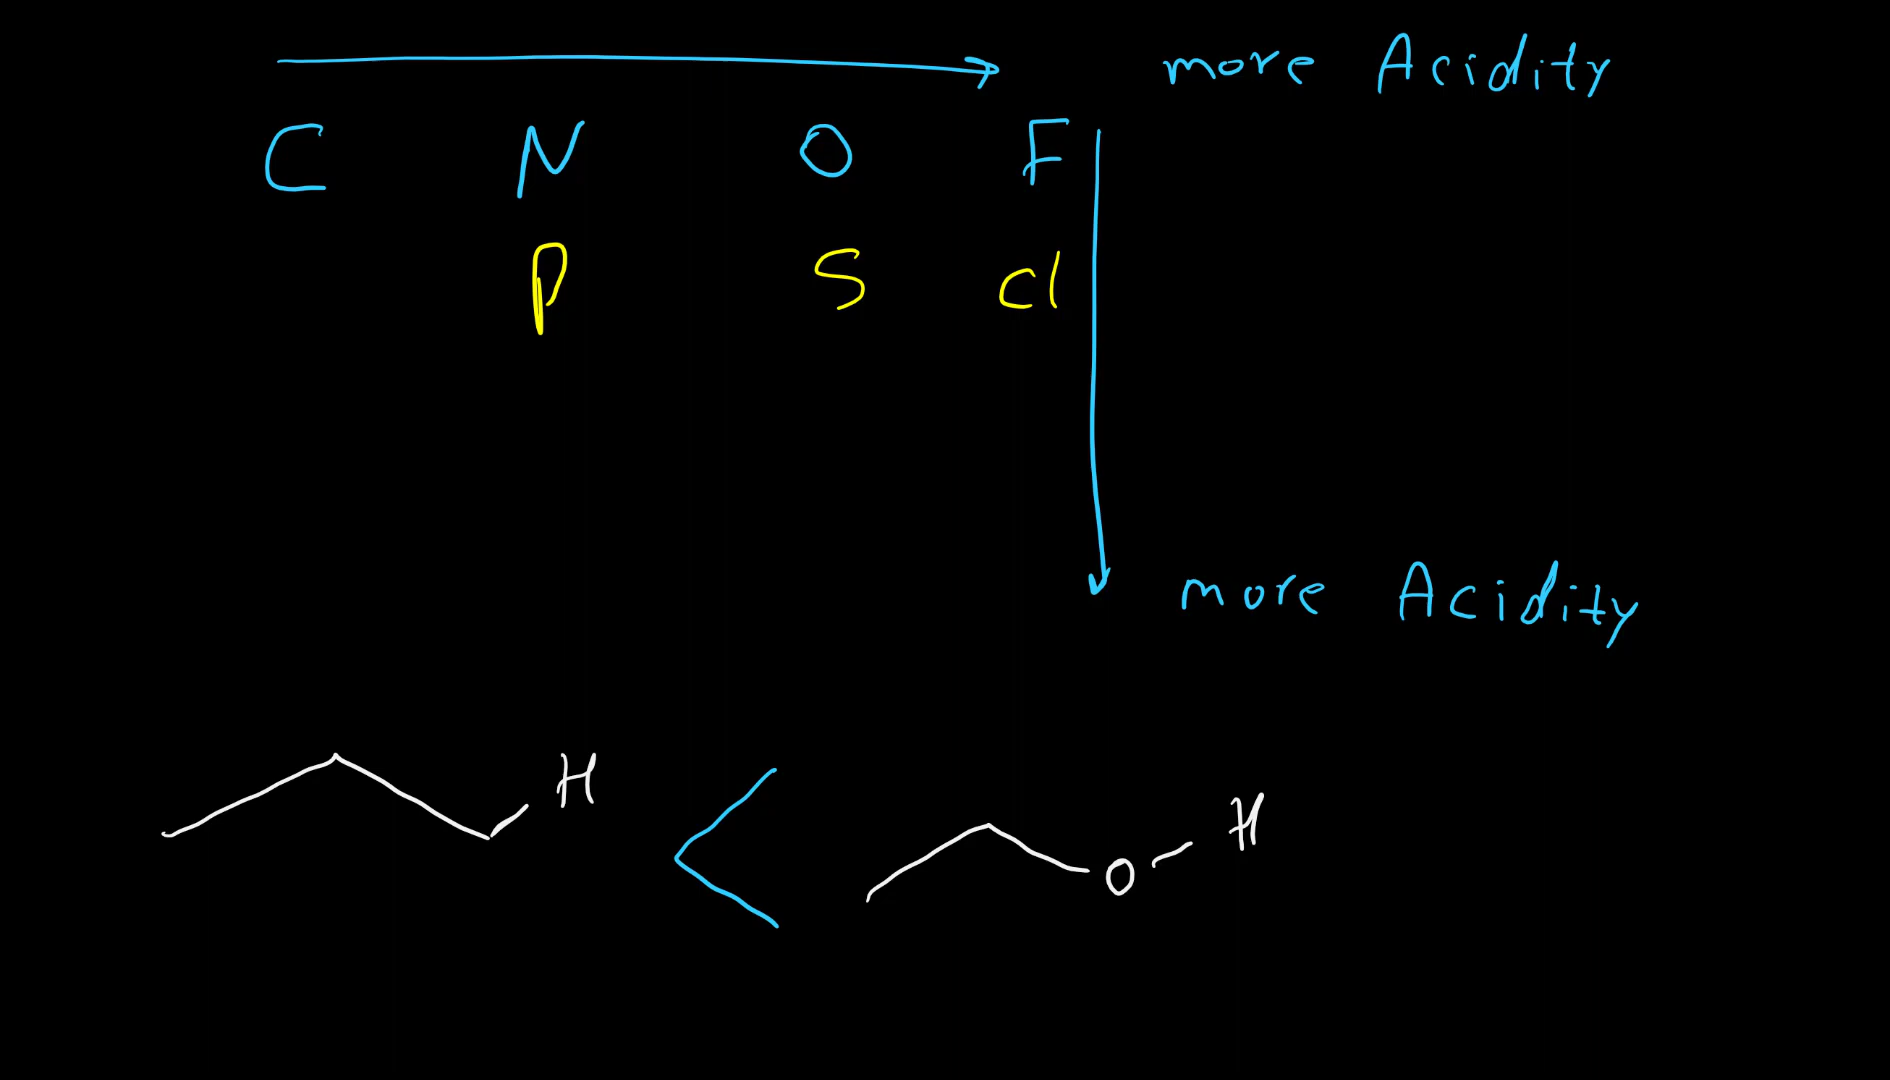 more Acidity
C N O F
P S Cl
more Acidity
H < O H